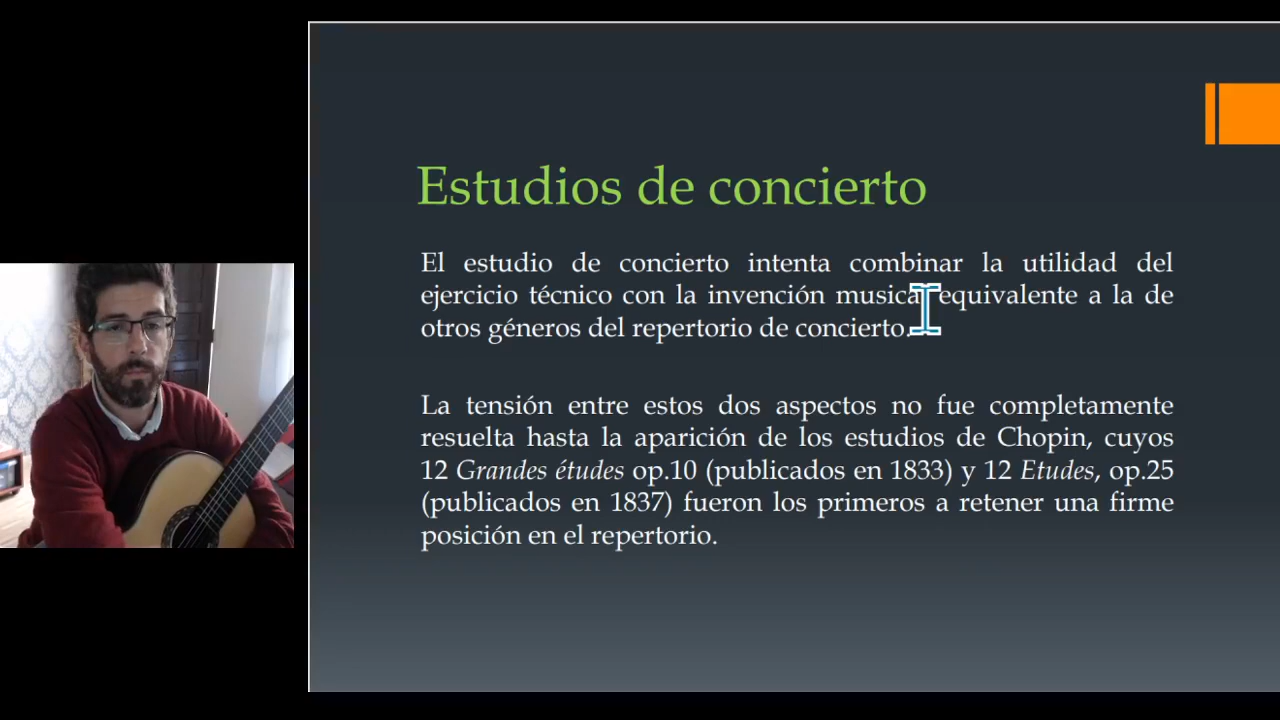 Estudios de concierto
El estudio de concierto intenta combinar la utilidad del
ejercicio técnico con la invención musical equivalente a la de
otros géneros del repertorio de concierto.
La tensión entre estos dos aspectos no fue completamente
resuelta hasta la aparición de los estudios de Chopin, cuyos
12 Grandes études op.10 (publicados en 1833) y 12 Etudes, op.25
(publicados en 1837) fueron los primeros a retener una firme
posición en el repertorio.